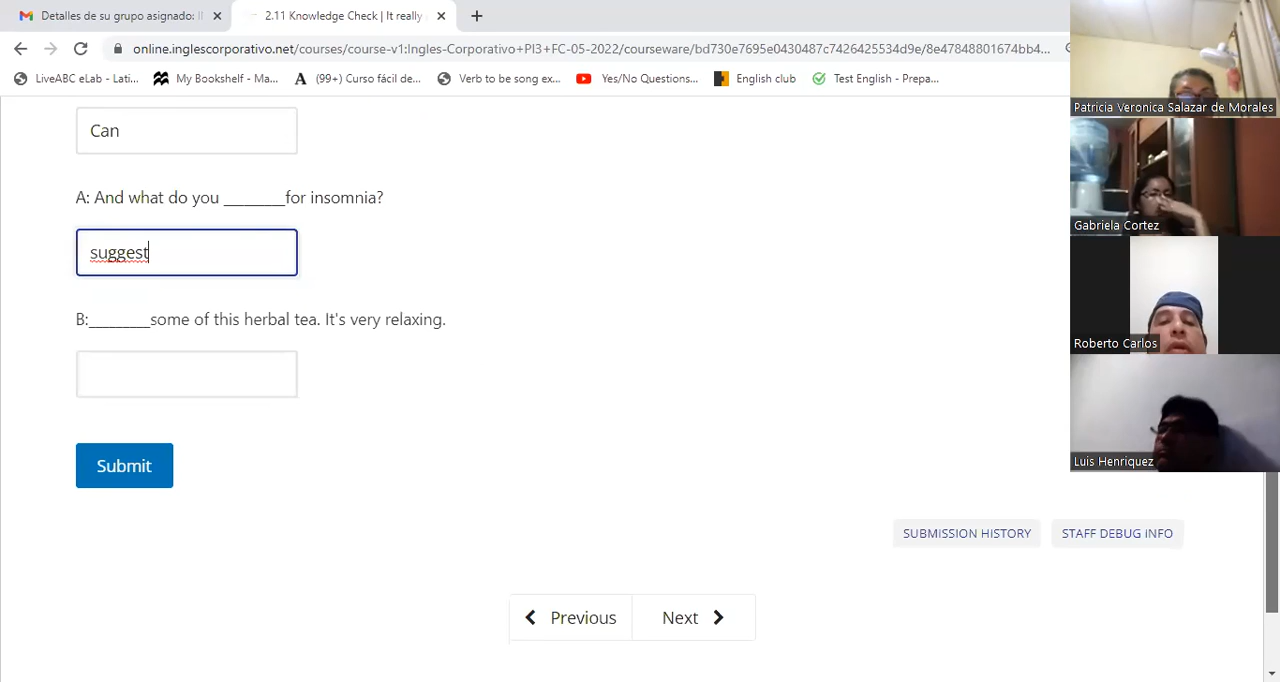 Detalles de su grupo asignado: I
2.11 Knowledge Check | It really
online.inglescorporativo.net/courses/course-v1:Ingles-Corporativo+PI3+FC-05-2022/courseware/bd730e7695e0430487c7426425534d9e/8e47848801674bb4...
LiveABC eLab - Lati... My Bookshelf - Ma... (99+) Curso fácil de... Verb to be song ex... Yes/No Questions... English club Test English - Prepa...
Can
A: And what do you ________for insomnia?
suggest
B:________some of this herbal tea. It's very relaxing.
Submit
SUBMISSION HISTORY STAFF DEBUG INFO
Previous Next
Patricia Veronica Salazar de Morales
Gabriela Cortez
Roberto Carlos
Luis Henriquez